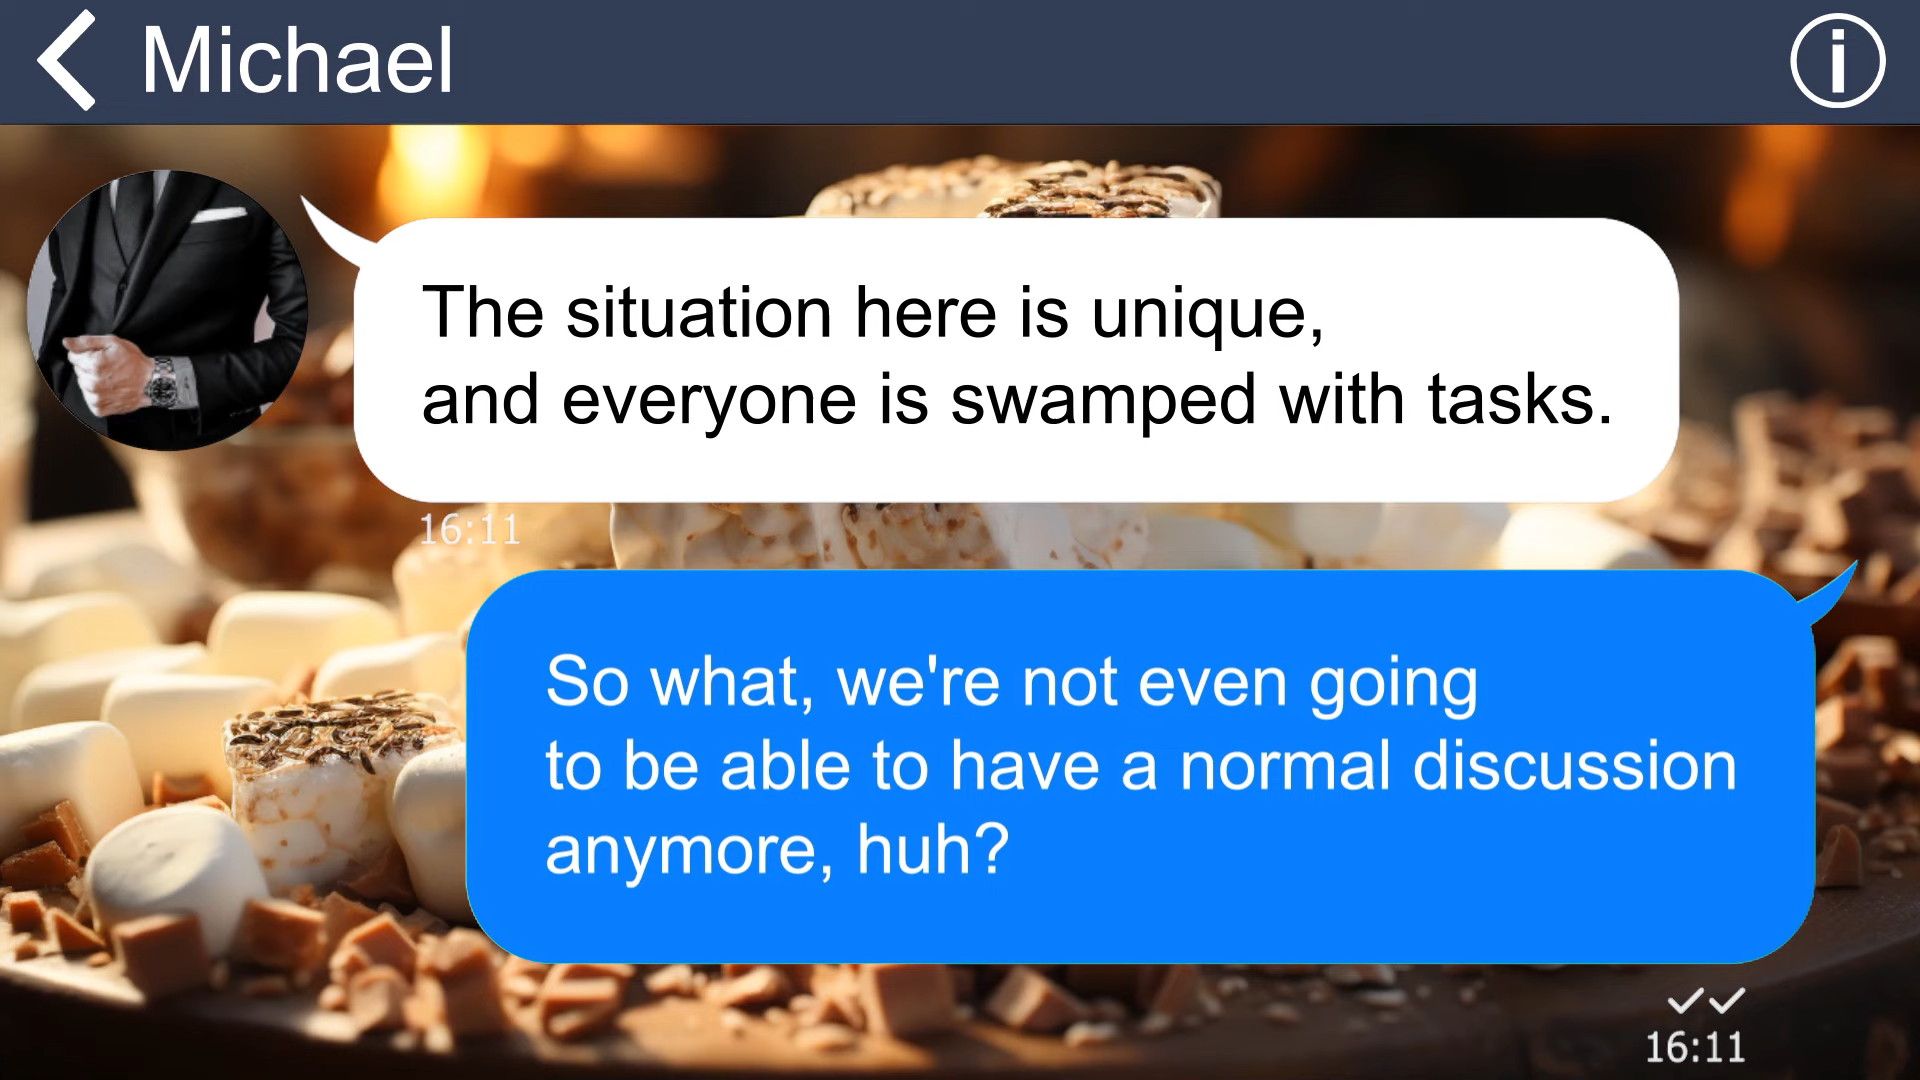 Michael
The situation here is unique,
and everyone is swamped with tasks.
16:11
So what, we're not even going
to be able to have a normal discussion
anymore, huh?
16:11